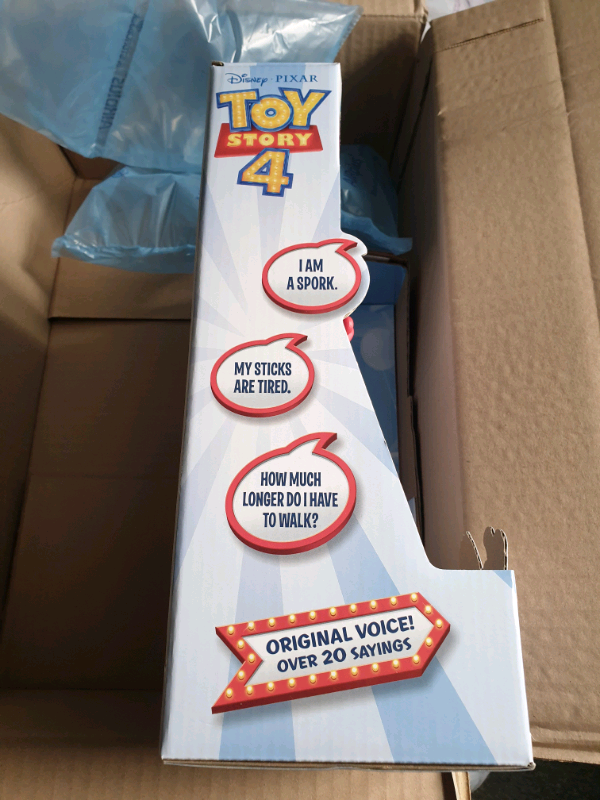 Disney · PIXAR
TOY
STORY
4
I AM
A SPORK.
MY STICKS
ARE TIRED.
HOW MUCH
LONGER DO I HAVE
TO WALK?
ORIGINAL VOICE!
OVER 20 SAYINGS